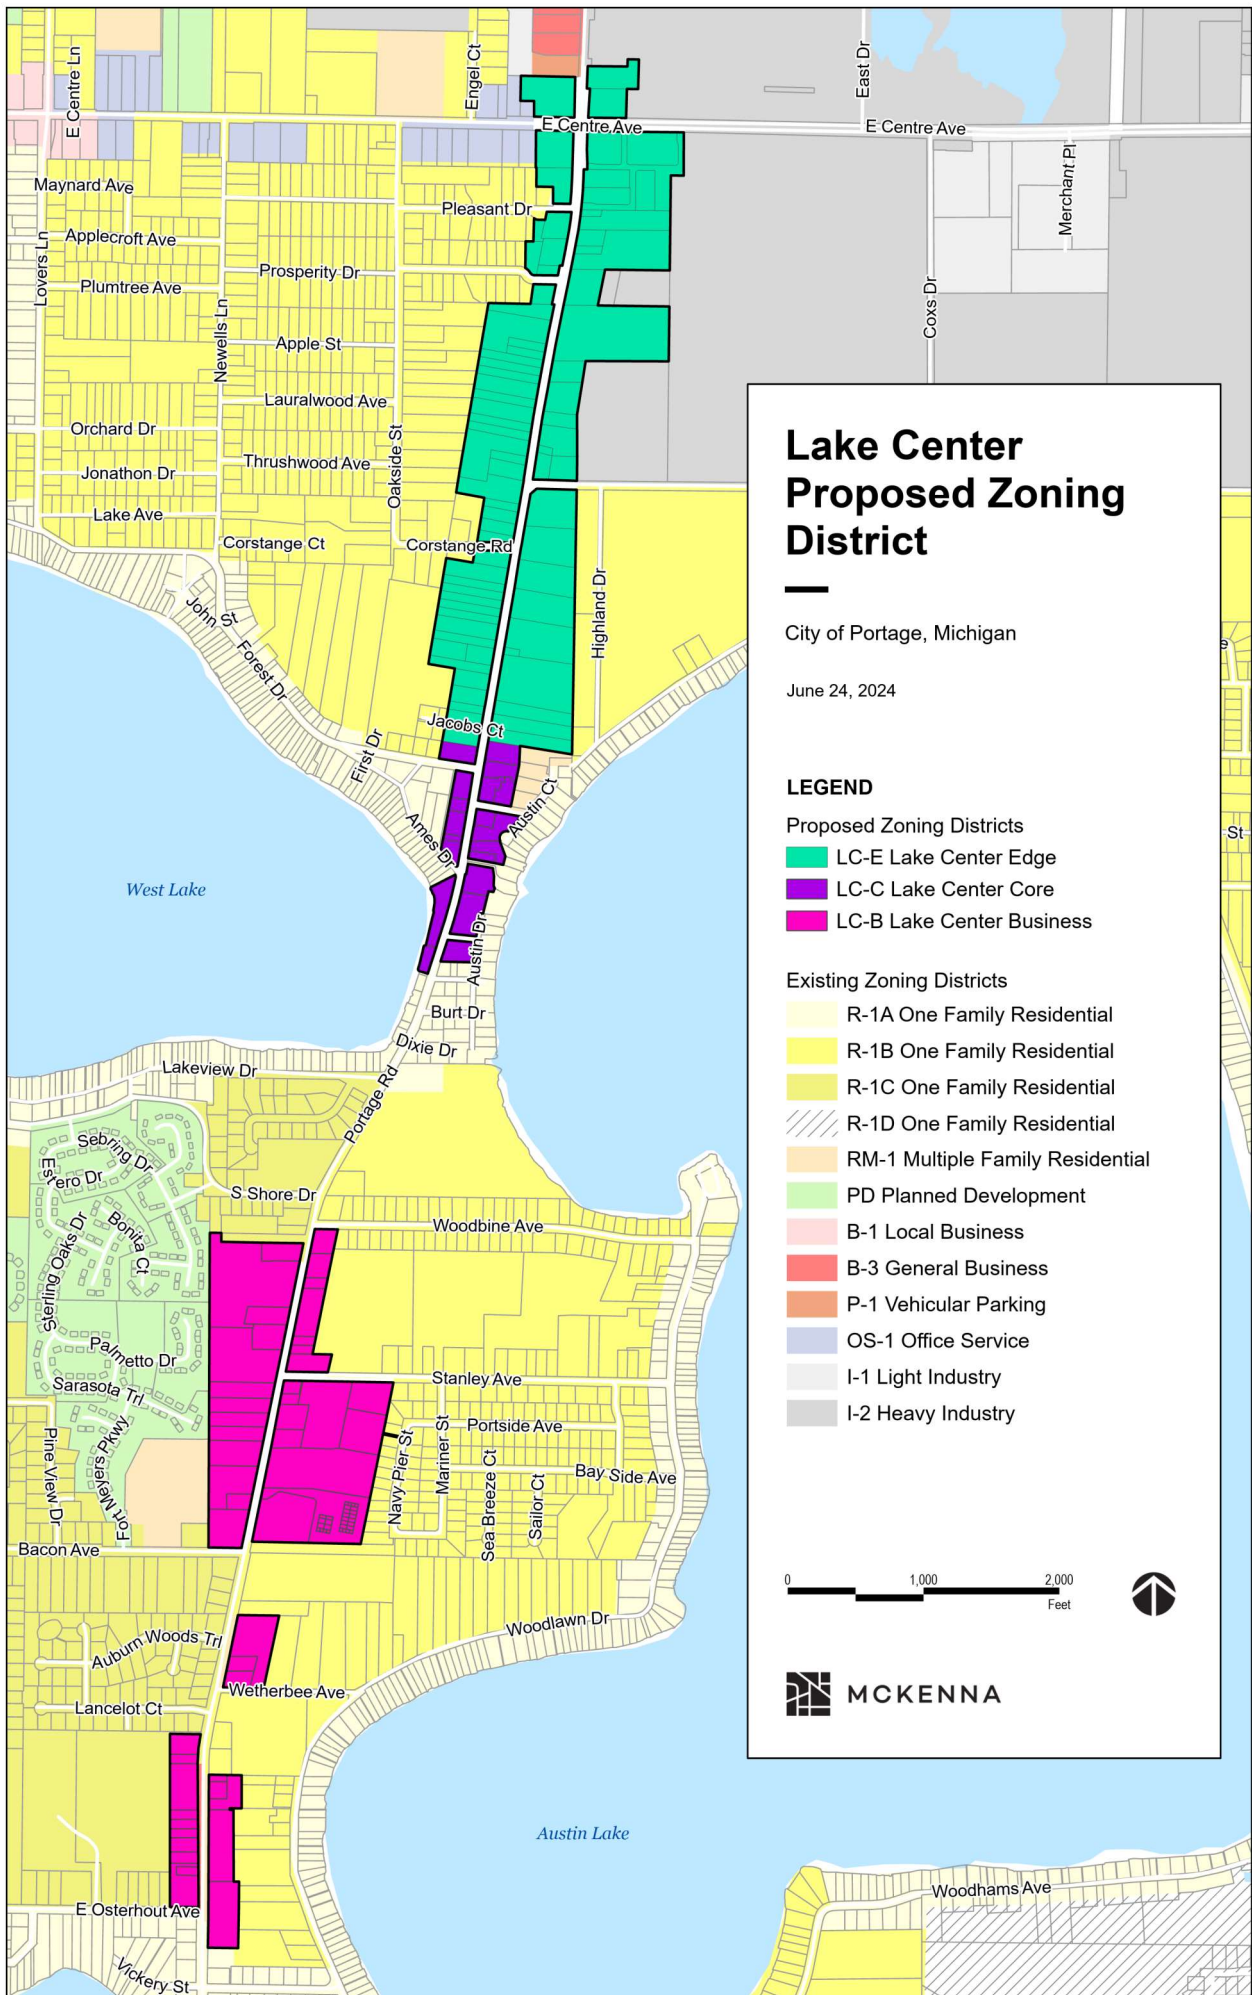 E Centre Ln
Engel Ct
East Dr
E Centre Ave
E Centre Ave
Merchant Pl
Maynard Ave
Pleasant Dr
Applecroft Ave
Lovers Ln
Prosperity Dr
Plumtree Ave
Coxs Dr
Newells Ln
Apple St
Lauralwood Ave
Orchard Dr
Oakside St
Thrushwood Ave
Jonathon Dr
Lake Ave
Corstange Ct
Corstange Rd
Highland Dr
John St
Forest Dr
Jacobs Ct
First Dr
Austin Ct
Ames Dr
West Lake
Austin Dr
Burt Dr
Dixie Dr
Lakeview Dr
Portage Rd
Sebring Dr
Estero Dr
S Shore Dr
Bonita Ct
Woodbine Ave
Sterling Oaks Dr
Palmetto Dr
Stanley Ave
Sarasota Trl
Portside Ave
Mariner St
Navy Pier St
Bay Side Ave
Pine View Dr
Fort Meyers Pkwy
Sea Breeze Ct
Sailor Ct
Bacon Ave
Woodlawn Dr
Auburn Woods Trl
Wetherbee Ave
Lancelot Ct
Austin Lake
Woodhams Ave
E Osterhout Ave
Vickery St
e
St
Lake Center
Proposed Zoning
District
City of Portage, Michigan
June 24, 2024
LEGEND
Proposed Zoning Districts
LC-E Lake Center Edge
LC-C Lake Center Core
LC-B Lake Center Business
Existing Zoning Districts
R-1A One Family Residential
R-1B One Family Residential
R-1C One Family Residential
R-1D One Family Residential
RM-1 Multiple Family Residential
PD Planned Development
B-1 Local Business
B-3 General Business
P-1 Vehicular Parking
OS-1 Office Service
I-1 Light Industry
I-2 Heavy Industry
0 1,000 2,000
Feet
MCKENNA